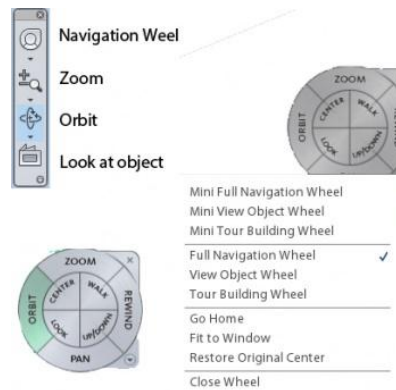 Navigation Weel
Zoom
Orbit
Look at object
ZOOM
ORBIT
CENTER
WALK
LOOK
UP/DOWN
Mini Full Navigation Wheel
Mini View Object Wheel
Mini Tour Building Wheel
Full Navigation Wheel
View Object Wheel
Tour Building Wheel
Go Home
Fit to Window
Restore Original Center
Close Wheel
ZOOM
ORBIT
CENTER
WALK
REWIND
LOOK
UP/DOWN
PAN